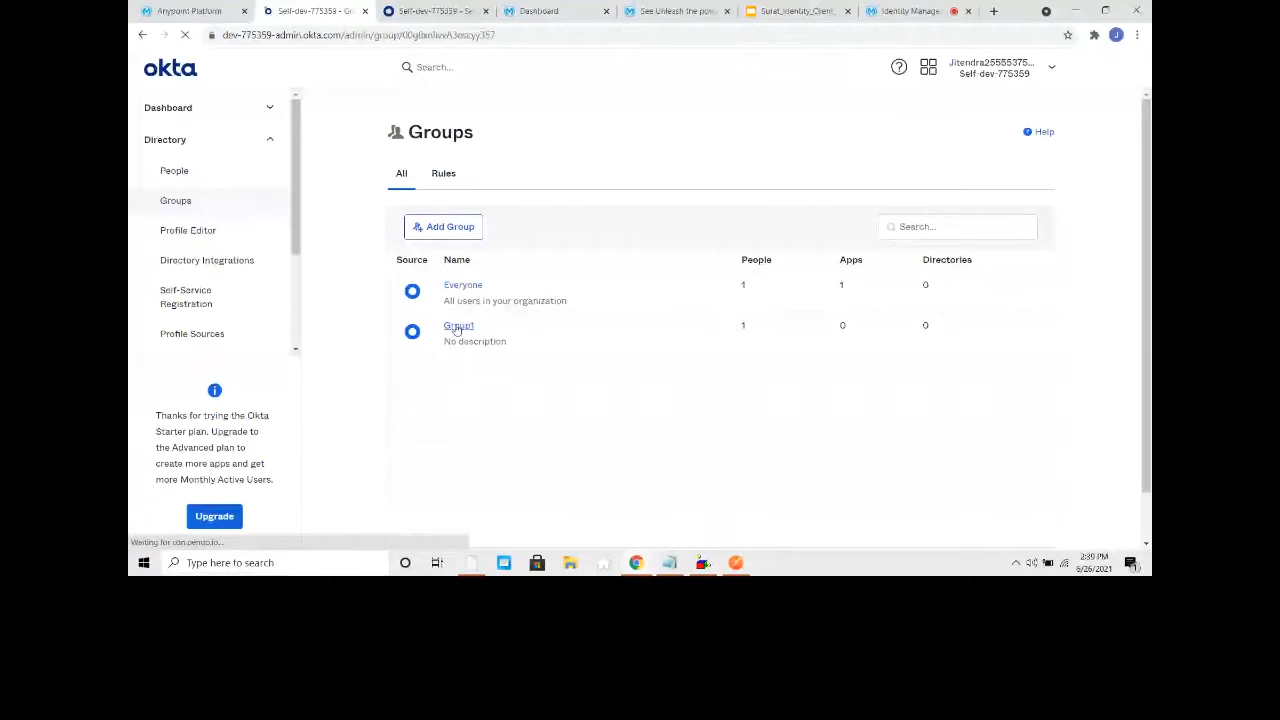 Anypoint Platform
Self-dev-775359 - Gr
Self-dev-775359 - Se
Dashboard
See Unleash the pow
Surat_Identity_Client_
Identity Manage
dev-775359-admin.okta.com/admin/group/
J
okta
Search...
Jitendra25555375...
Self-dev-775359
Dashboard
Directory
People
Groups
Profile Editor
Directory Integrations
Self-Service
Registration
Profile Sources
Thanks for trying the Okta
Starter plan. Upgrade to
the Advanced plan to
create more apps and get
more Monthly Active Users.
Upgrade
Groups
Help
All
Rules
Add Group
Search...
Source
Name
People
Apps
Directories
Everyone
All users in your organization
1
1
0
Group1
No description
1
0
0
Waiting for cdn.pendo.io...
Type here to search
2:39 PM
6/26/2021
1